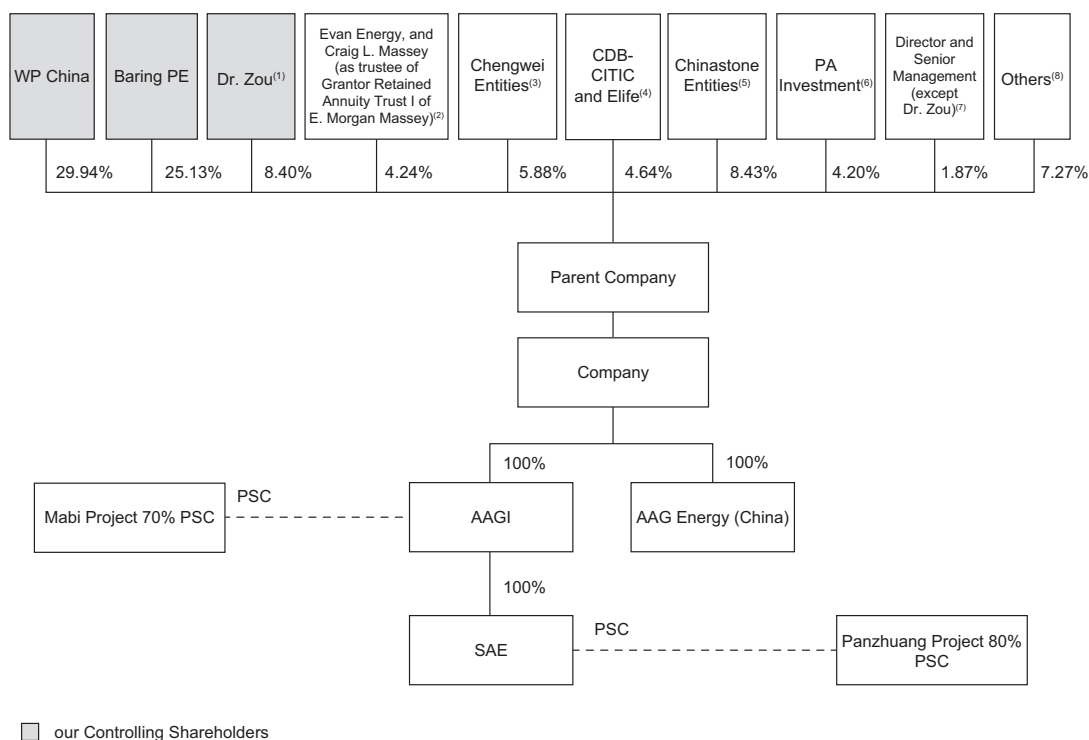 WP China
Baring PE
Dr. Zou(1)
Evan Energy, and
Craig L. Massey
(as trustee of
Grantor Retained
Annuity Trust I of
E. Morgan Massey)(2)
Chengwei
Entities(3)
CDB-
CITIC
and Elife(4)
Chinastone
Entities(5)
PA
Investment(6)
Director and
Senior
Management
(except
Dr. Zou)(7)
Others(8)
29.94%
25.13%
8.40%
4.24%
5.88%
4.64%
8.43%
4.20%
1.87%
7.27%
Parent Company
Company
100%
100%
PSC
Mabi Project 70% PSC
AAGI
AAG Energy (China)
100%
PSC
SAE
Panzhuang Project 80%
PSC
our Controlling Shareholders